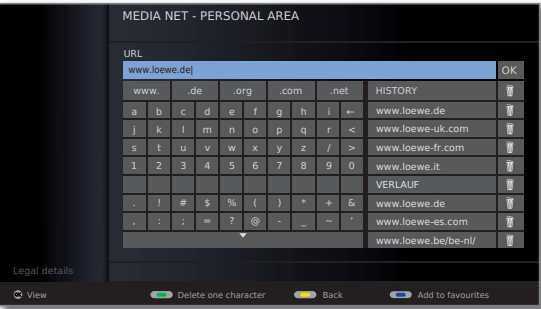 MEDIA NET - PERSONAL AREA
URL
www.loewe.de| OK
www. .de .org .com .net HISTORY
a b c d e f g h i ← www.loewe.de
j k l m n o p q r < www.loewe-uk.com
s t u v w x y z / > www.loewe-fr.com
1 2 3 4 5 6 7 8 9 0 www.loewe.it
VERLAUF
. ! # $ % ( ) * + & www.loewe.de
, : ; = ? @ - _ ~ ' www.loewe-es.com
www.loewe.be/be-nl/
Legal details
OK View Delete one character Back Add to favourites